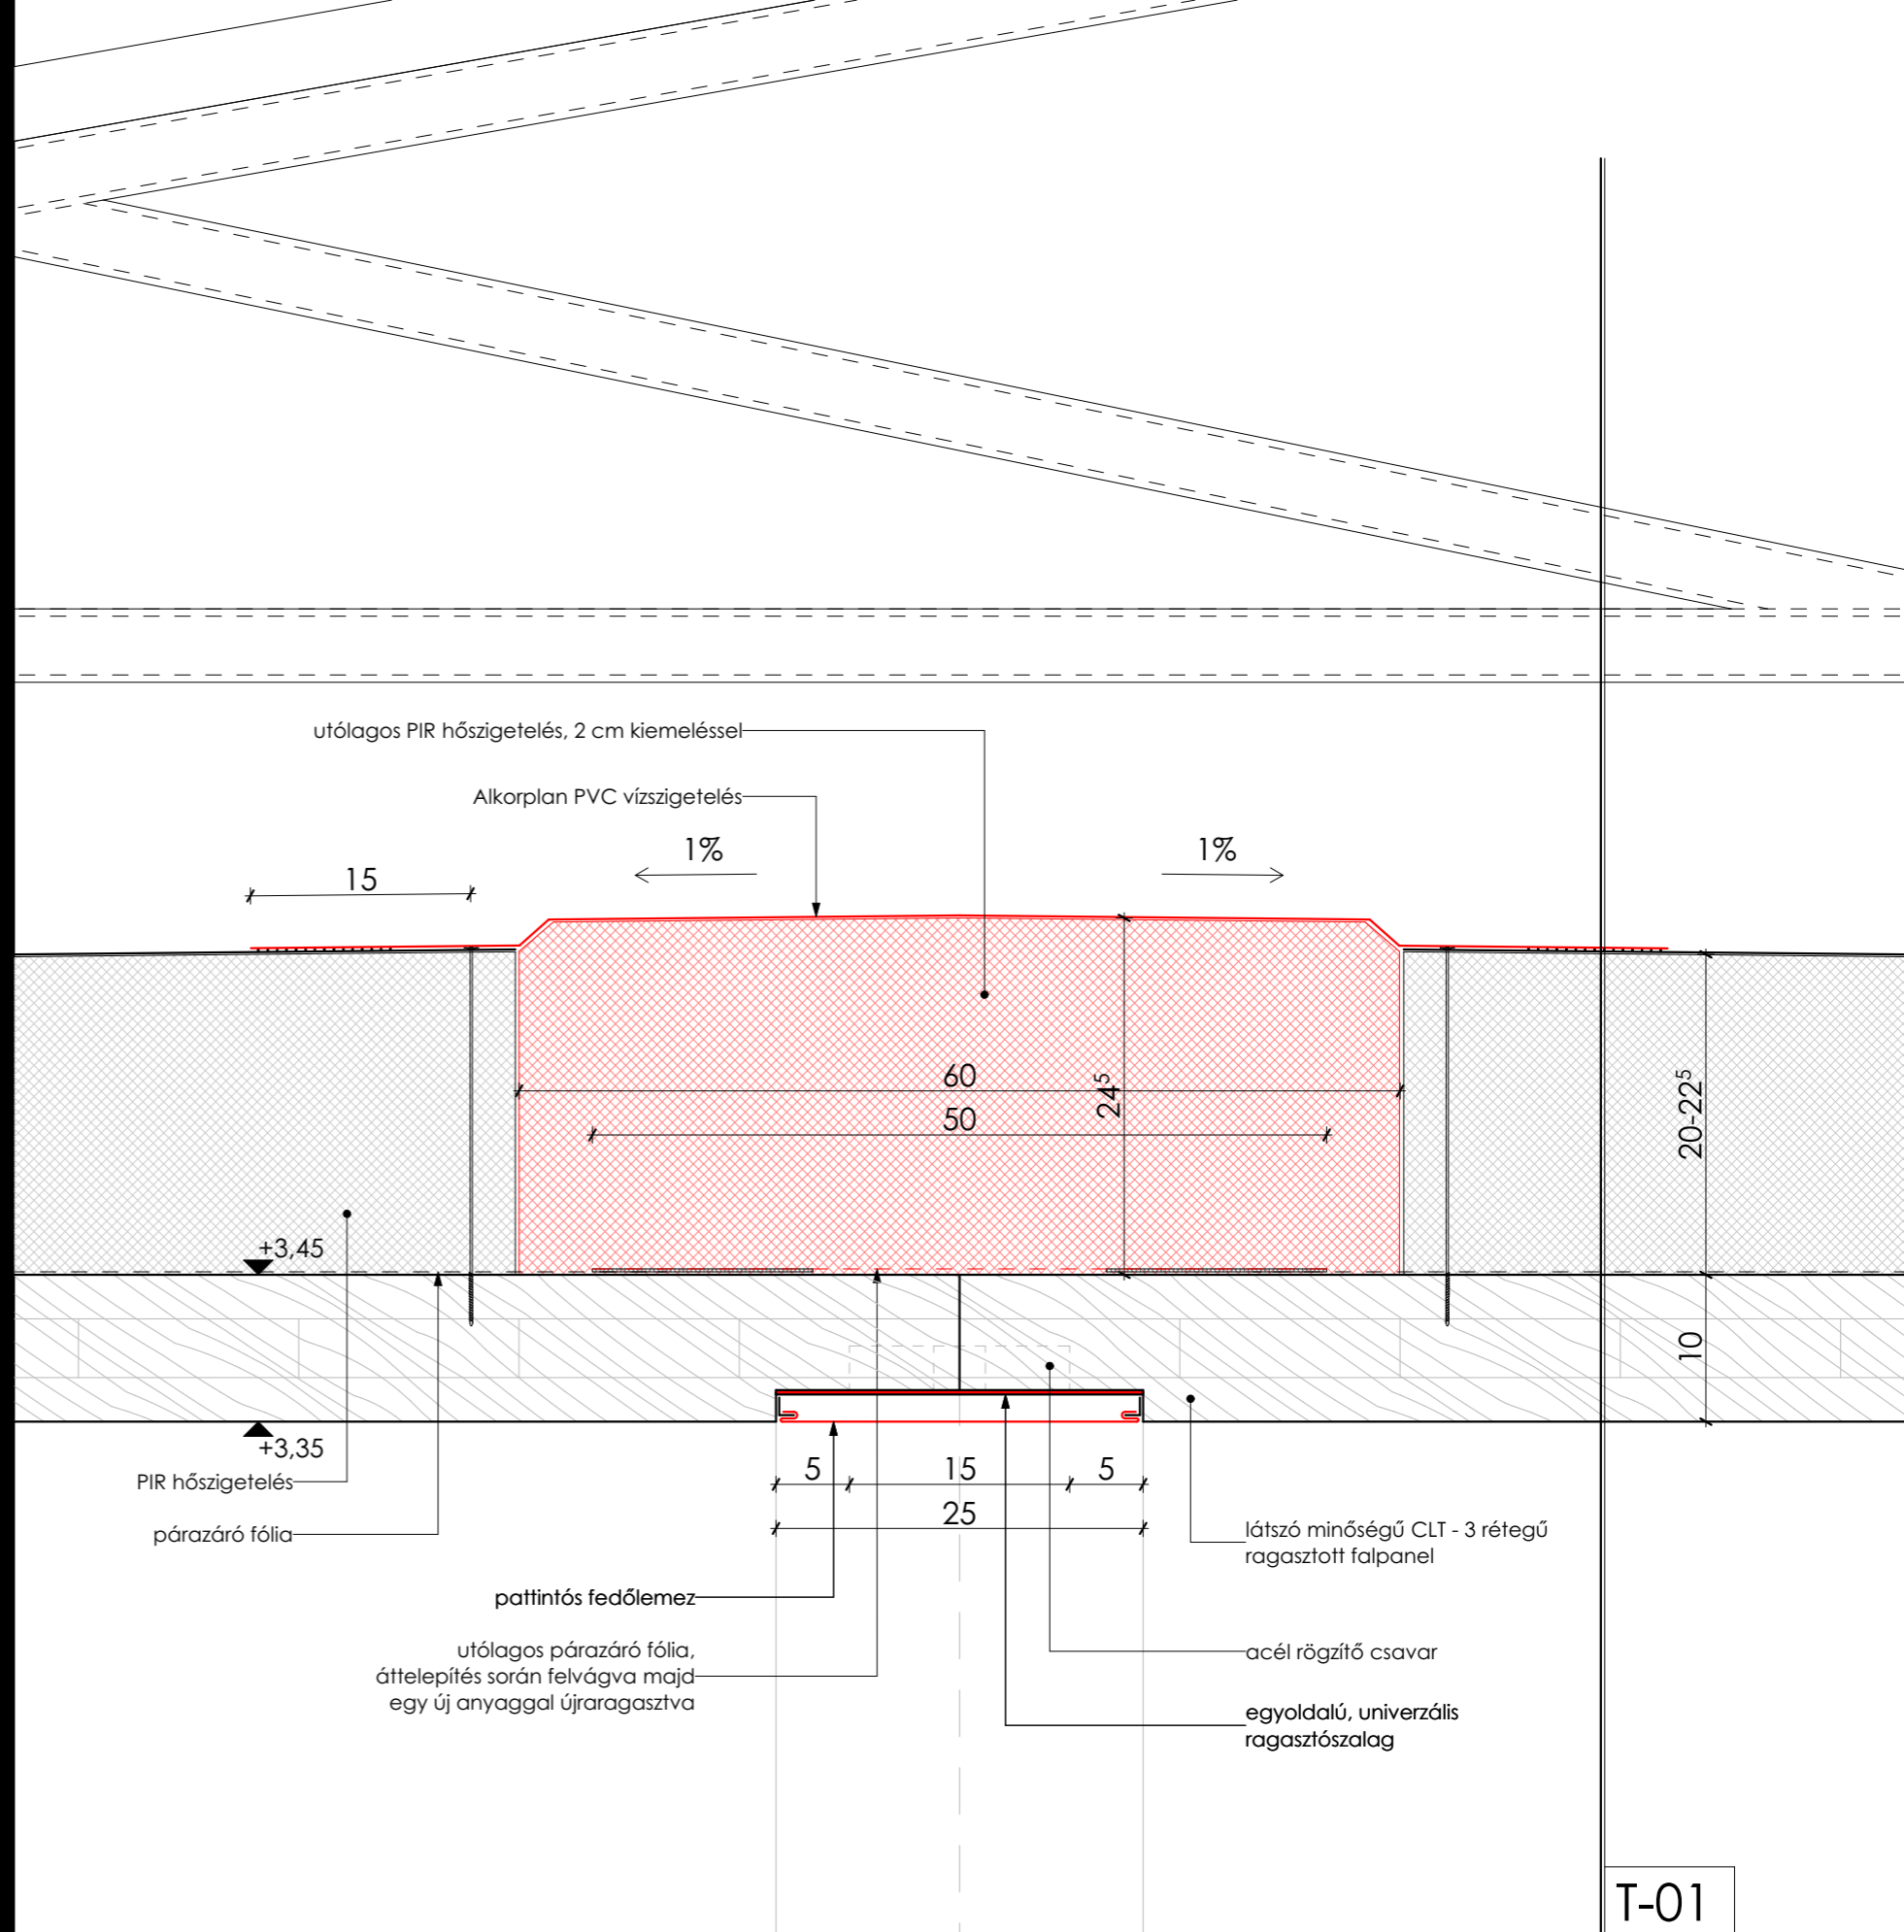 utólagos PIR hőszigetelés, 2 cm kiemeléssel
Alkorplan PVC vízszigetelés
1%
1%
15
60
50
24⁵
20-22⁵
+3,45
10
+3,35
PIR hőszigetelés
párazáró fólia
5
15
5
25
látszó minőségű CLT - 3 rétegű
ragasztott falpanel
pattintós fedőlemez
utólagos párazáró fólia,
áttelepítés során felvágva majd
egy új anyaggal újraragasztva
acél rögzítő csavar
egyoldalú, univerzális
ragasztószalag
T-01